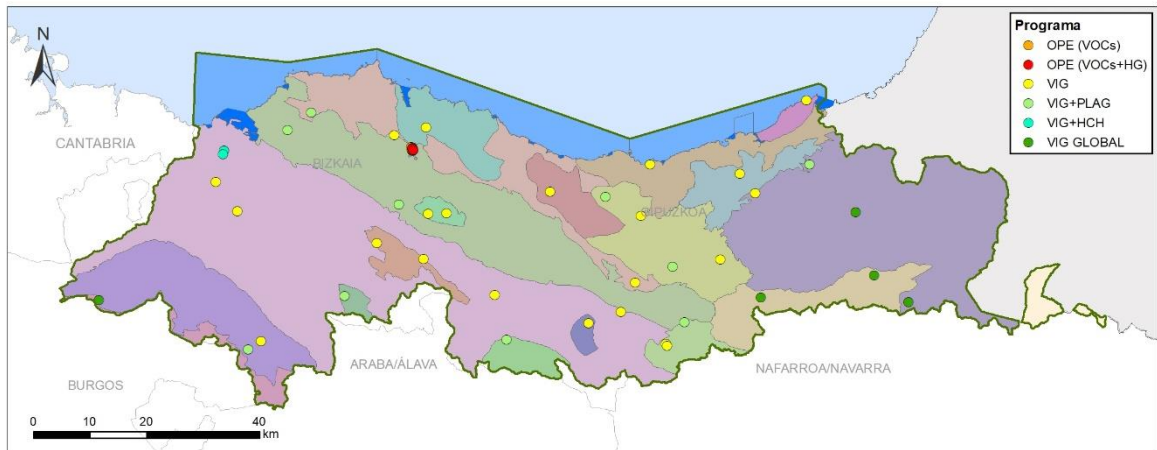 Programa
OPE (VOCs)
OPE (VOCs+HG)
VIG
VIG+PLAG
VIG+HCH
VIG GLOBAL
N
CANTABRIA
BIZKAIA
GIPUZKOA
ARABA/ÁLAVA
NAFARROA/NAVARRA
BURGOS
0 10 20 40
km